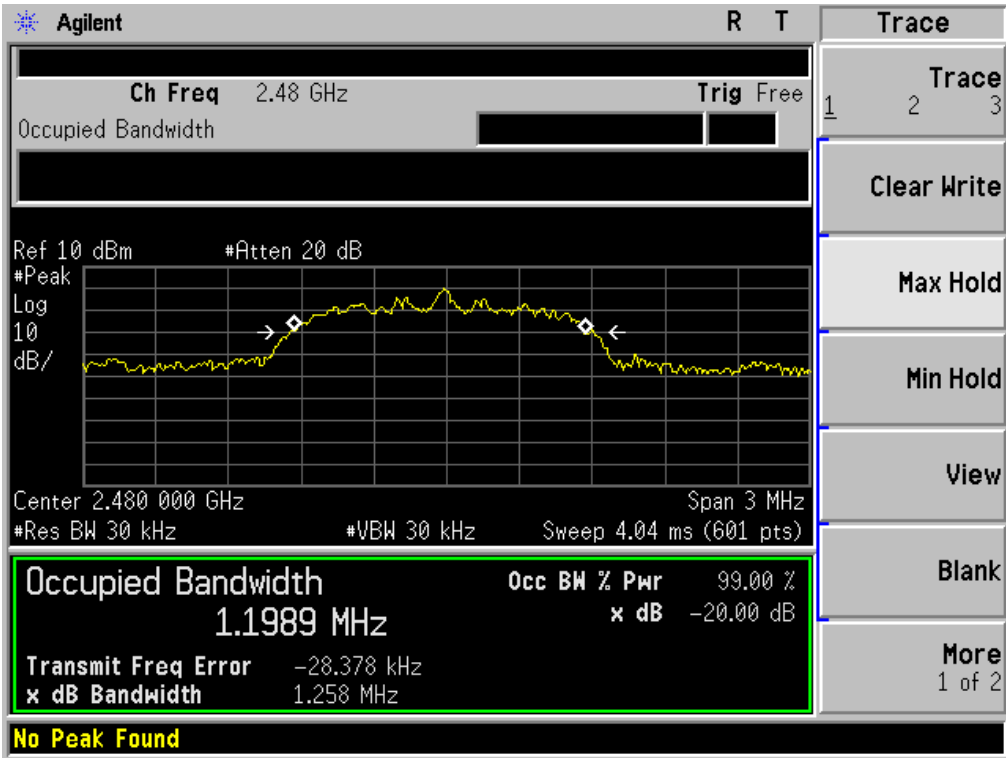 Agilent R T
Ch Freq 2.48 GHz Trig Free
Occupied Bandwidth
Ref 10 dBm #Atten 20 dB
#Peak
Log
10
dB/
Center 2.480 000 GHz Span 3 MHz
#Res BW 30 kHz #VBW 30 kHz Sweep 4.04 ms (601 pts)
Occupied Bandwidth Occ BW % Pwr 99.00 %
1.1989 MHz x dB -20.00 dB
Transmit Freq Error -28.378 kHz
x dB Bandwidth 1.258 MHz
No Peak Found
Trace
Trace
1 2 3
Clear Write
Max Hold
Min Hold
View
Blank
More
1 of 2